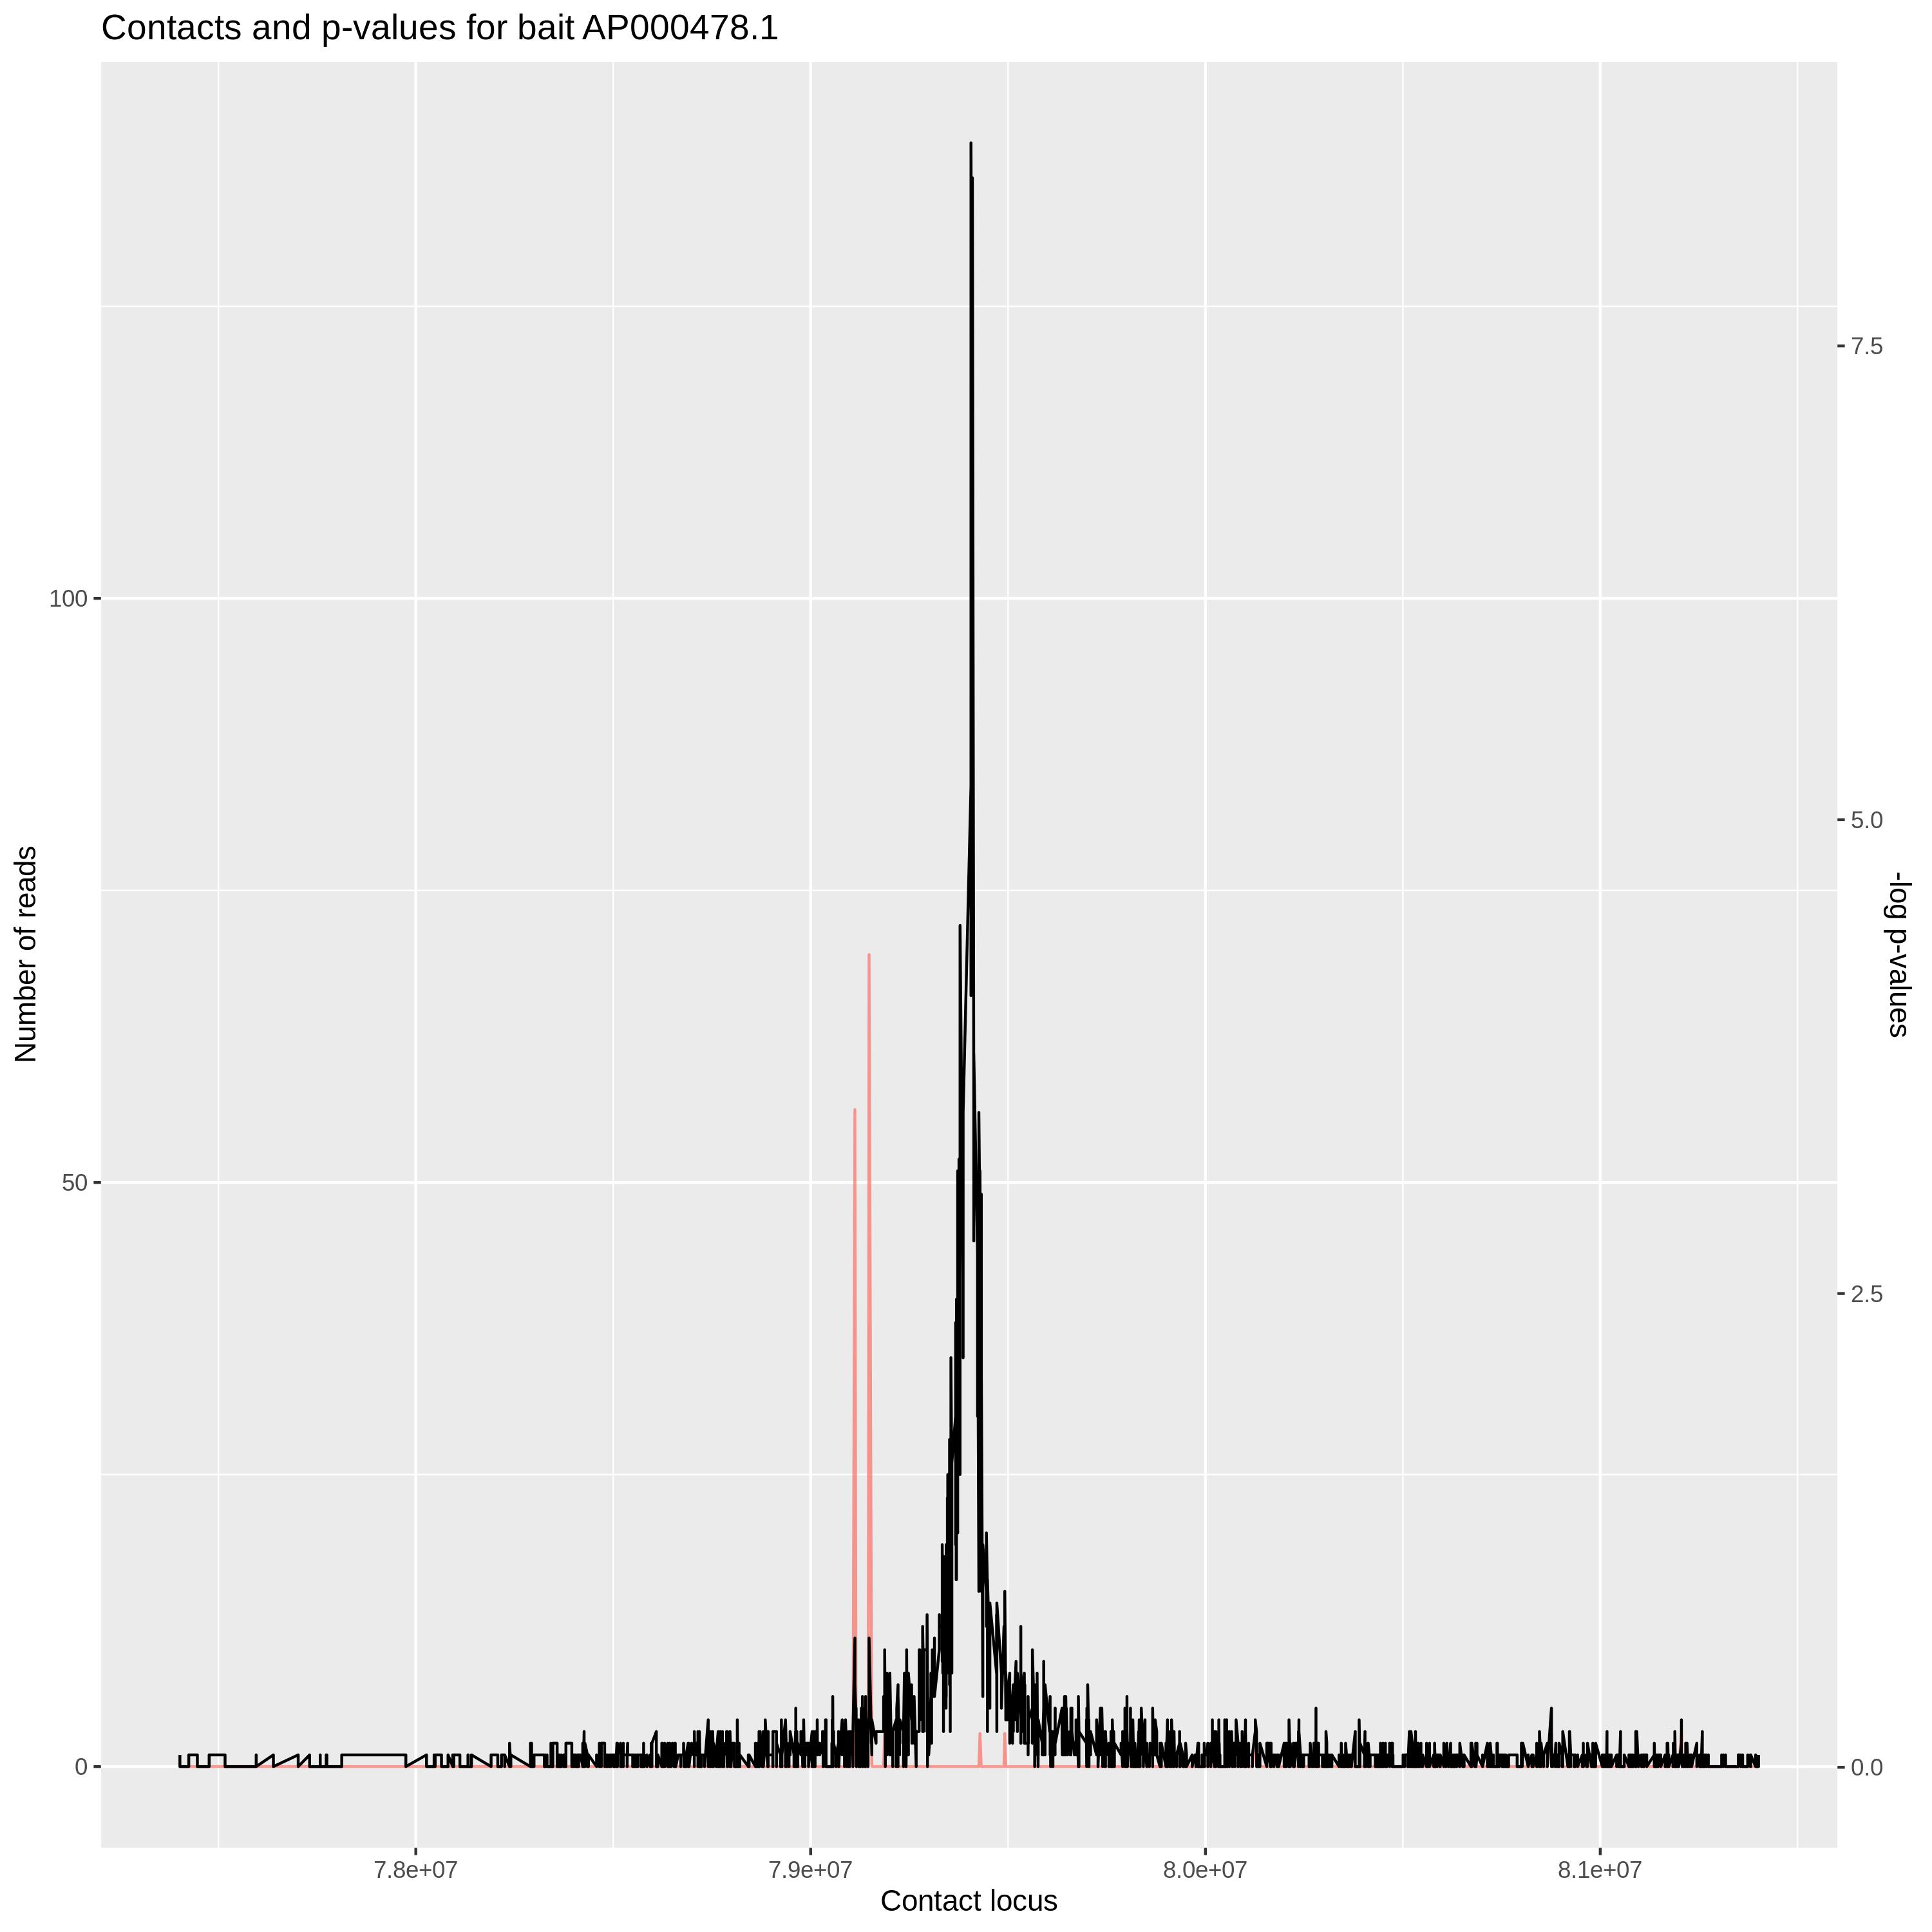 Contacts and p-values for bait AP000478.1
Number of reads
100
50
0
7.5
5.0
2.5
0.0
-log p-values
7.8e+07 7.9e+07 8.0e+07 8.1e+07
Contact locus